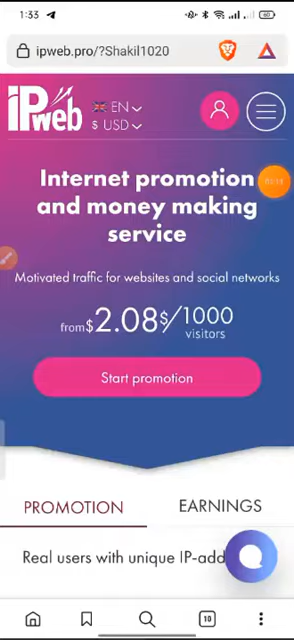 1:33
ipweb.pro/?Shakil1020
IPweb
EN
$ USD
Internet promotion
and money making
service
Motivated traffic for websites and social networks
from$2.08$/1000
visitors
Start promotion
PROMOTION
EARNINGS
Real users with unique IP-add
10